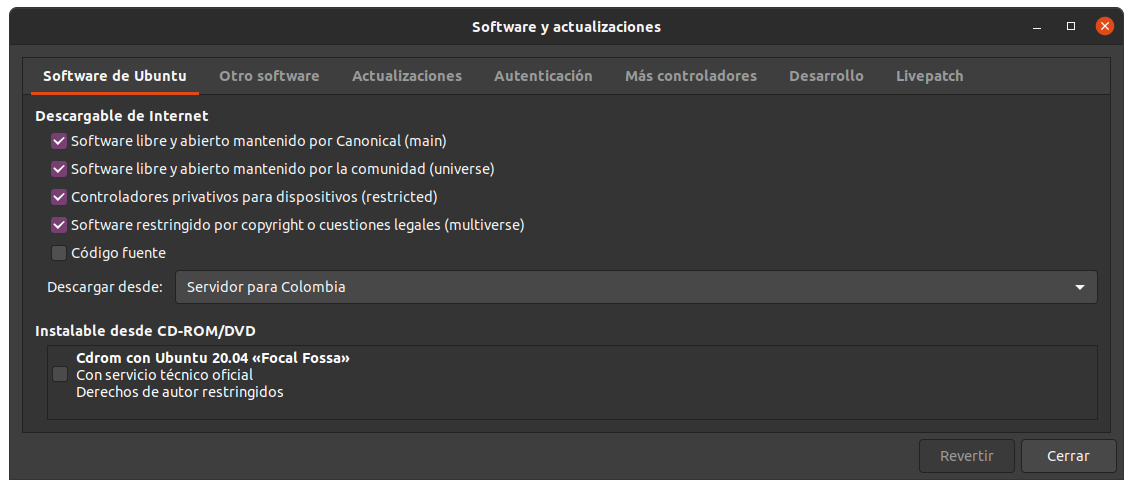 Software y actualizaciones
Software de Ubuntu Otro software Actualizaciones Autenticación Más controladores Desarrollo Livepatch
Descargable de Internet
Software libre y abierto mantenido por Canonical (main)
Software libre y abierto mantenido por la comunidad (universe)
Controladores privativos para dispositivos (restricted)
Software restringido por copyright o cuestiones legales (multiverse)
Código fuente
Descargar desde: Servidor para Colombia
Instalable desde CD-ROM/DVD
Cdrom con Ubuntu 20.04 «Focal Fossa»
Con servicio técnico oficial
Derechos de autor restringidos
Revertir Cerrar